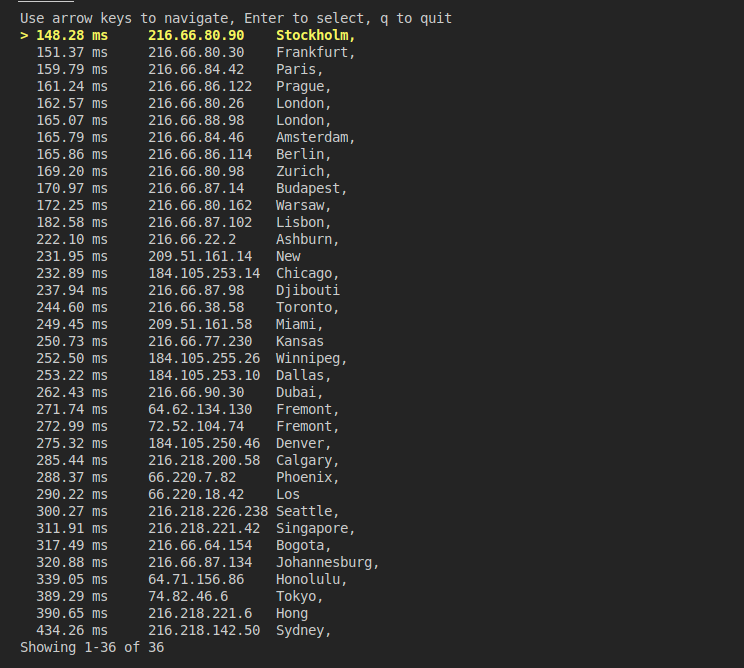 Use arrow keys to navigate, Enter to select, q to quit
> 148.28 ms     216.66.80.90    Stockholm,
  151.37 ms     216.66.80.30    Frankfurt,
  159.79 ms     216.66.84.42    Paris,
  161.24 ms     216.66.86.122   Prague,
  162.57 ms     216.66.80.26    London,
  165.07 ms     216.66.88.98    London,
  165.79 ms     216.66.84.46    Amsterdam,
  165.86 ms     216.66.86.114   Berlin,
  169.20 ms     216.66.80.98    Zurich,
  170.97 ms     216.66.87.14    Budapest,
  172.25 ms     216.66.80.162   Warsaw,
  182.58 ms     216.66.87.102   Lisbon,
  222.10 ms     216.66.22.2     Ashburn,
  231.95 ms     209.51.161.14   New
  232.89 ms     184.105.253.14  Chicago,
  237.94 ms     216.66.87.98    Djibouti
  244.60 ms     216.66.38.58    Toronto,
  249.45 ms     209.51.161.58   Miami,
  250.73 ms     216.66.77.230   Kansas
  252.50 ms     184.105.255.26  Winnipeg,
  253.22 ms     184.105.253.10  Dallas,
  262.43 ms     216.66.90.30    Dubai,
  271.74 ms     64.62.134.130   Fremont,
  272.99 ms     72.52.104.74    Fremont,
  275.32 ms     184.105.250.46  Denver,
  285.44 ms     216.218.200.58  Calgary,
  288.37 ms     66.220.7.82     Phoenix,
  290.22 ms     66.220.18.42    Los
  300.27 ms     216.218.226.238 Seattle,
  311.91 ms     216.218.221.42  Singapore,
  317.49 ms     216.66.64.154   Bogota,
  320.88 ms     216.66.87.134   Johannesburg,
  339.05 ms     64.71.156.86    Honolulu,
  389.29 ms     74.82.46.6      Tokyo,
  390.65 ms     216.218.221.6   Hong
  434.26 ms     216.218.142.50  Sydney,
Showing 1-36 of 36